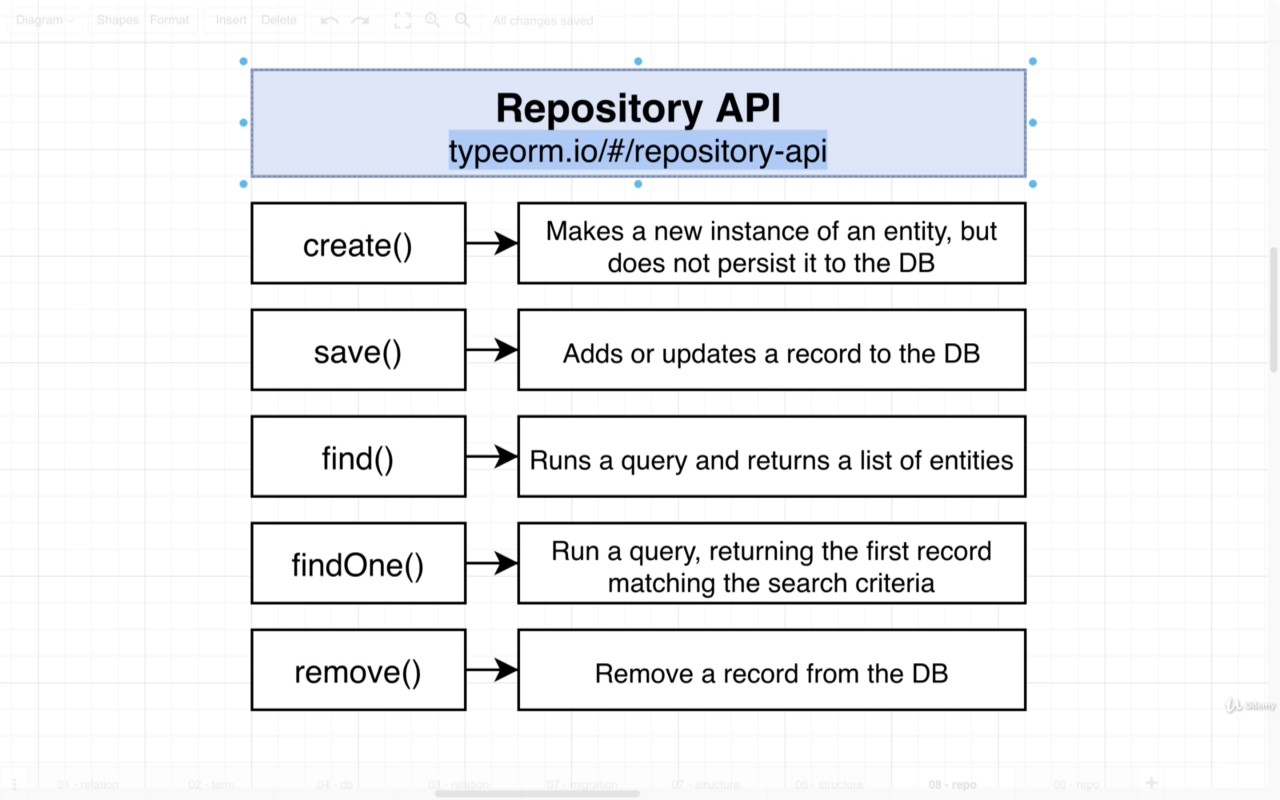 Diagram
Shapes
Format
Insert
Delete
All changes saved
Repository API
typeorm.io/#/repository-api
create()
Makes a new instance of an entity, but
does not persist it to the DB
save()
Adds or updates a record to the DB
find()
Runs a query and returns a list of entities
findOne()
Run a query, returning the first record
matching the search criteria
remove()
Remove a record from the DB
Udemy
01 - relation
04 - db
03 - relation
07 - migration
07 - structure
08 - repo
08 - repo